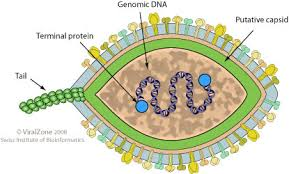 Genomic DNA
Putative capsid
Terminal protein
Tail
© ViralZone 2008
Swiss Institute of Bioinformatics